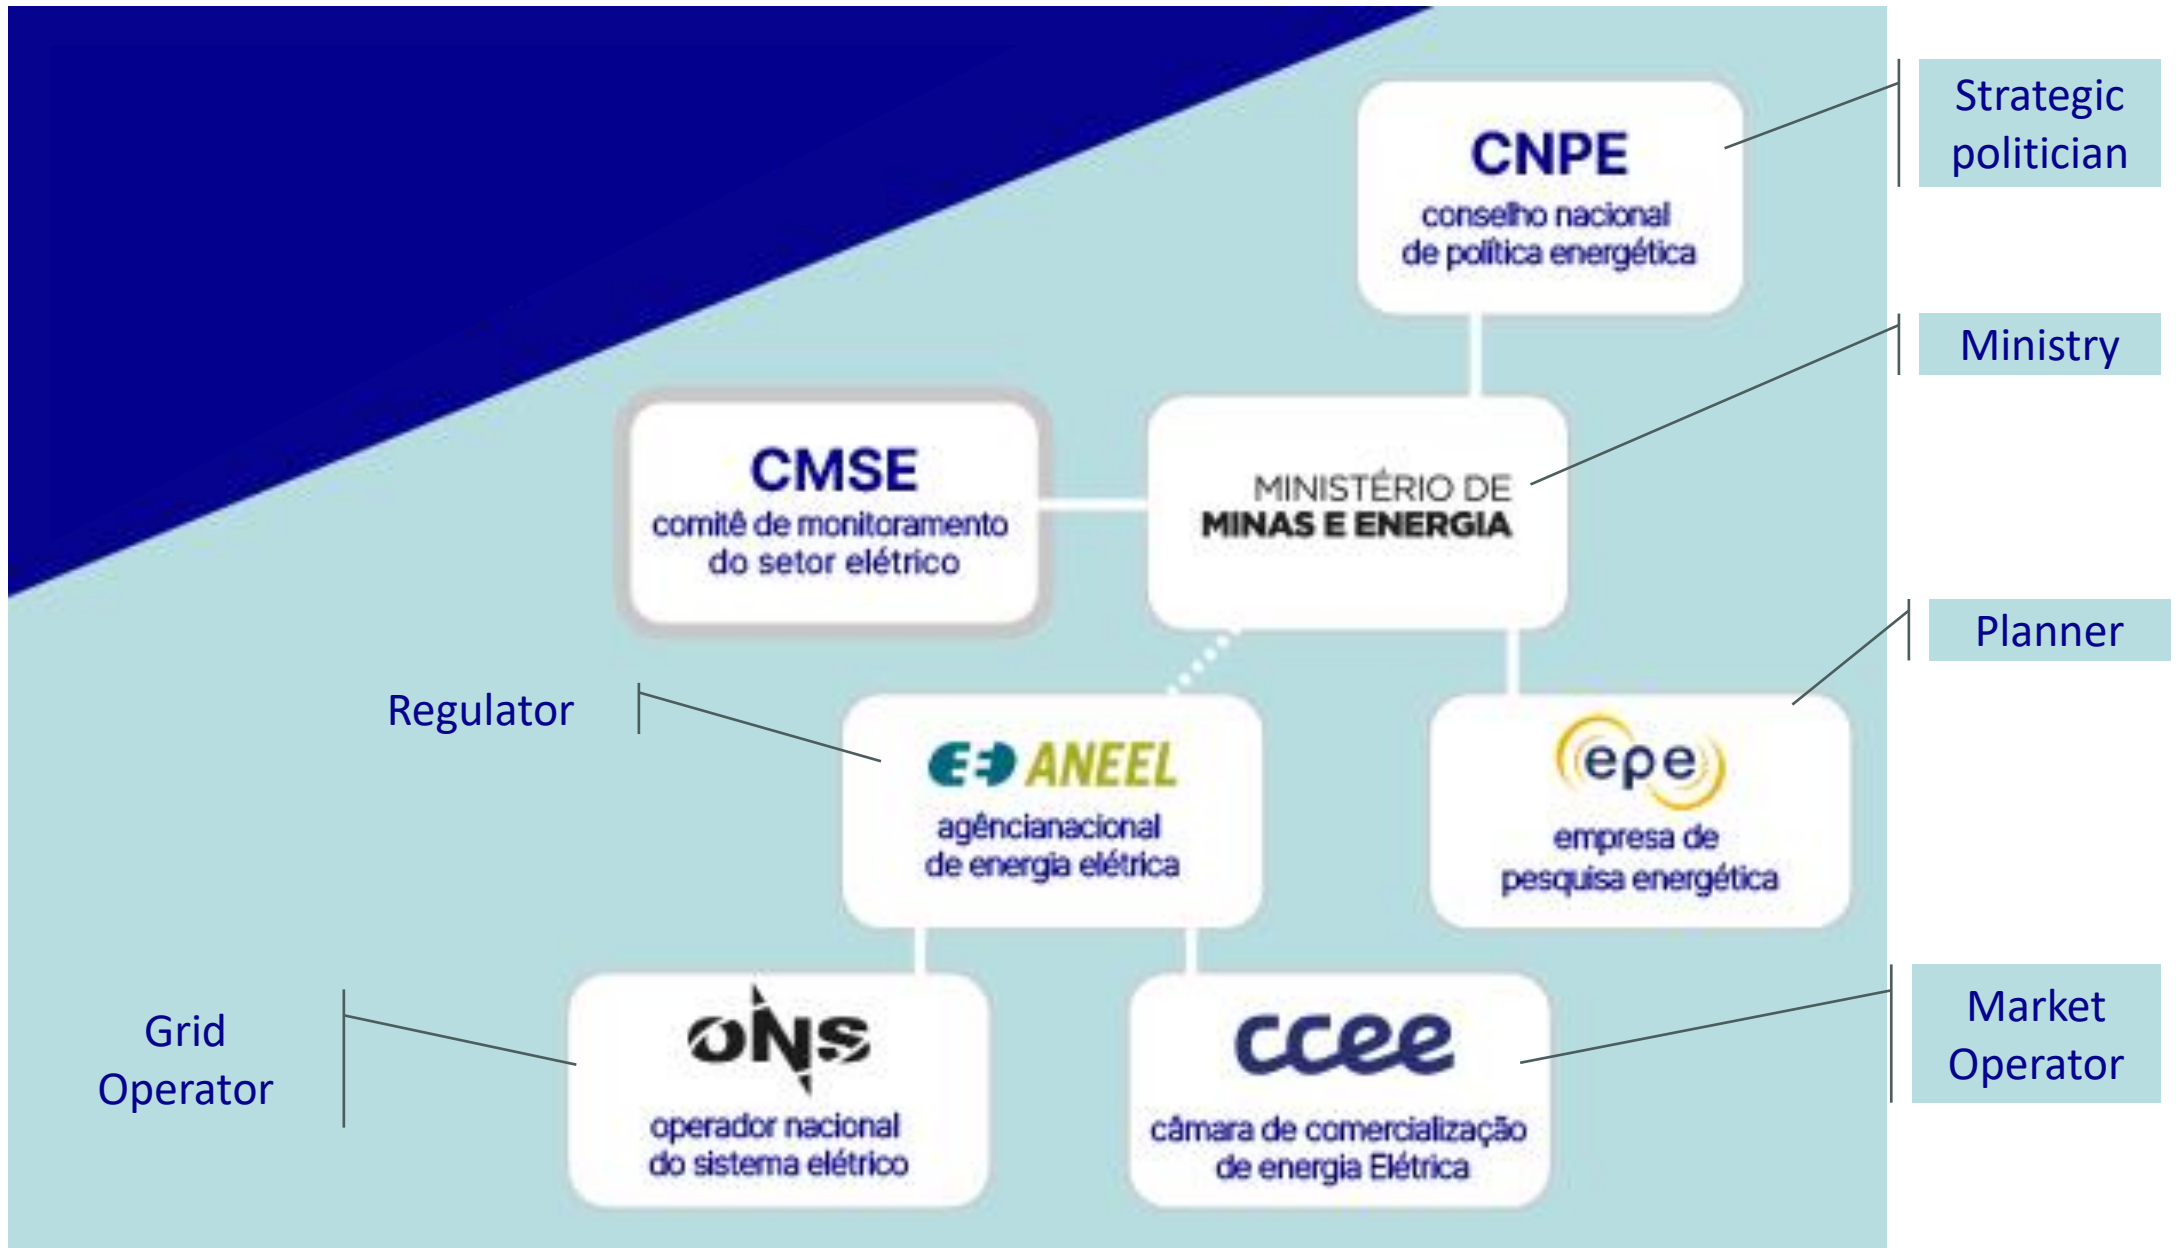 CNPE
conselho nacional
de política energética
Strategic
politician
Ministry
CMSE
comitê de monitoramento
do setor elétrico
MINISTÉRIO DE
MINAS E ENERGIA
Planner
Regulator
ANEEL
agêncianacional
de energia elétrica
epe
empresa de
pesquisa energética
Grid
Operator
ONS
operador nacional
do sistema elétrico
ccee
câmara de comercialização
de energia Elétrica
Market
Operator